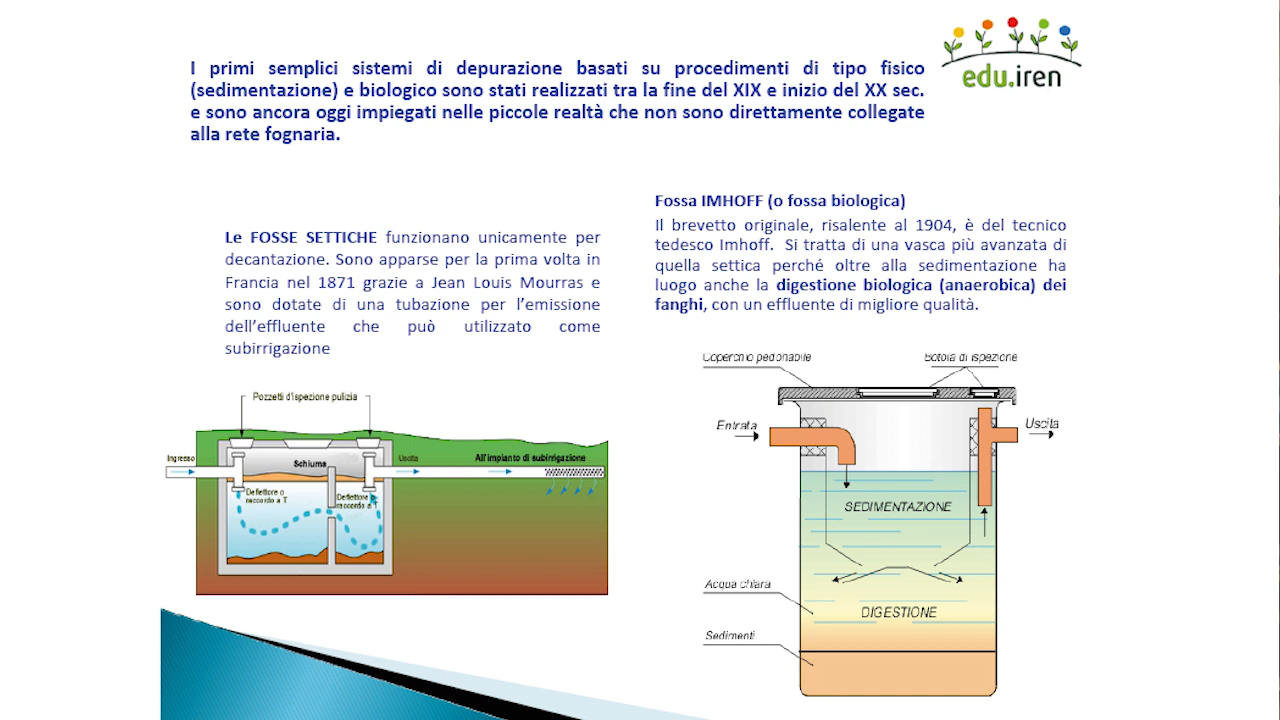 edu.iren
I primi semplici sistemi di depurazione basati su procedimenti di tipo fisico
(sedimentazione) e biologico sono stati realizzati tra la fine del XIX e inizio del XX sec.
e sono ancora oggi impiegati nelle piccole realtà che non sono direttamente collegate
alla rete fognaria.
Le FOSSE SETTICHE funzionano unicamente per
decantazione. Sono apparse per la prima volta in
Francia nel 1871 grazie a Jean Louis Mourras e
sono dotate di una tubazione per l'emissione
dell'effluente che può utilizzato come
subirrigazione
Pozzetti d'ispezione pulizia
Ingresso
Schiuma
Uscita
All'impianto di subirrigazione
Deflettore o
raccordo a T
Deflettore o
raccordo a T
Fossa IMHOFF (o fossa biologica)
Il brevetto originale, risalente al 1904, è del tecnico
tedesco Imhoff. Si tratta di una vasca più avanzata di
quella settica perché oltre alla sedimentazione ha
luogo anche la digestione biologica (anaerobica) dei
fanghi, con un effluente di migliore qualità.
Coperchio pedonabile
Botola di ispezione
Entrata
Uscita
SEDIMENTAZIONE
Acqua chiara
DIGESTIONE
Sedimenti